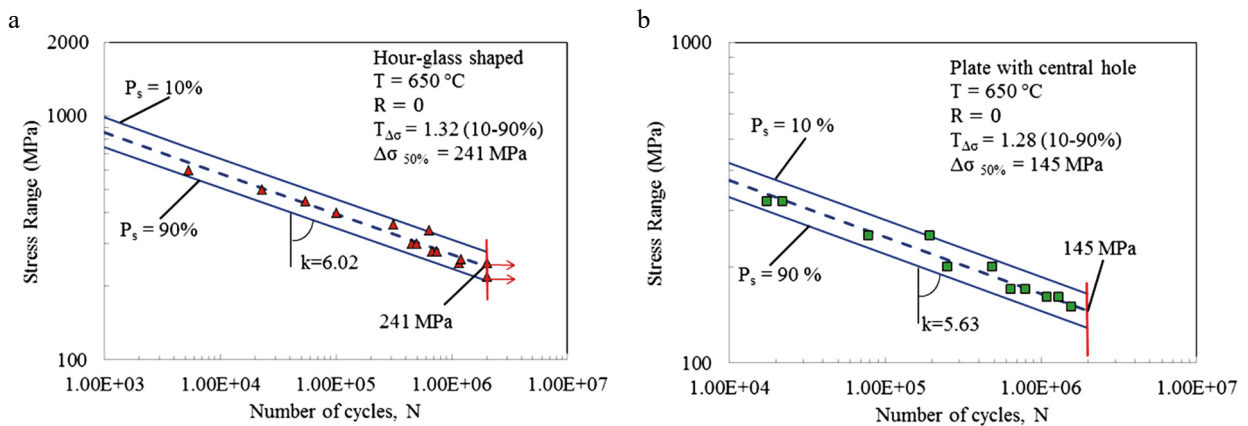 a
2000
1000
100
Stress Range (MPa)
P_s = 10%
P_s = 90%
Hour-glass shaped
T = 650 °C
R = 0
T_Δσ = 1.32 (10-90%)
Δσ 50% = 241 MPa
k=6.02
241 MPa
1.00E+03 1.00E+04 1.00E+05 1.00E+06 1.00E+07
Number of cycles, N
b
1000
100
Stress Range (MPa)
Plate with central hole
T = 650 °C
R = 0
T_Δσ = 1.28 (10-90%)
Δσ 50% = 145 MPa
P_s = 10 %
P_s = 90 %
145 MPa
k=5.63
1.00E+04 1.00E+05 1.00E+06 1.00E+07
Number of cycles, N